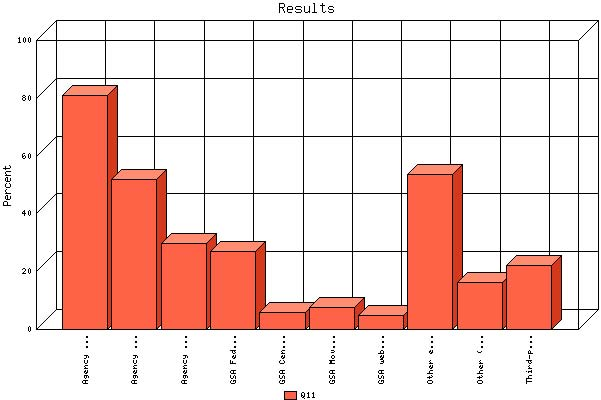 Results
100
80
60
40
20
0
Percent
Agency ...
Agency ...
Agency ...
GSA Fed...
GSA Cen...
GSA Mov...
GSA web...
Other e...
Other (...
Third-p...
Q11